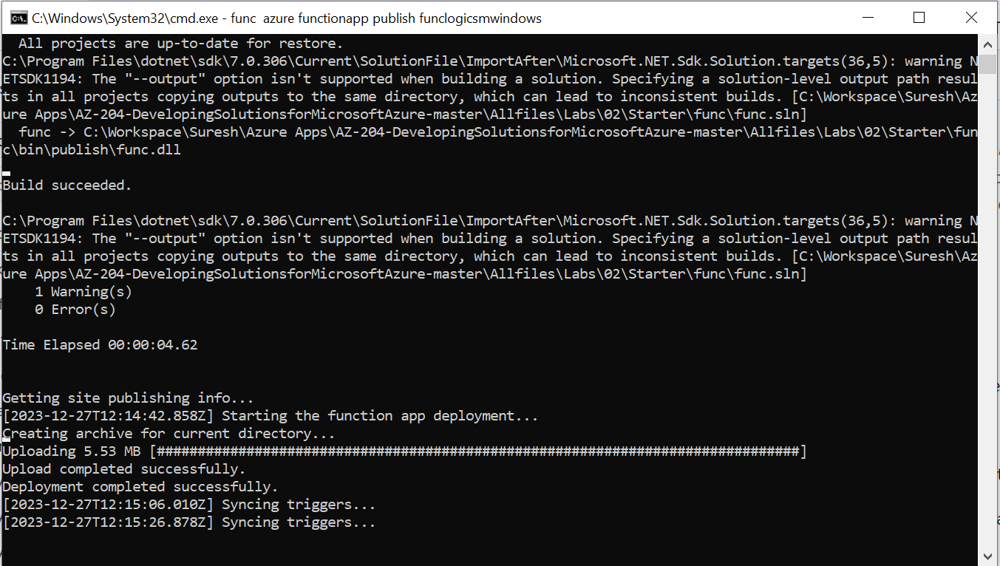 C:\Windows\System32\cmd.exe - func  azure functionapp publish funclogicsmwindows
  All projects are up-to-date for restore.
C:\Program Files\dotnet\sdk\7.0.306\Current\SolutionFile\ImportAfter\Microsoft.NET.Sdk.Solution.targets(36,5): warning N
ETSDK1194: The "--output" option isn't supported when building a solution. Specifying a solution-level output path resul
ts in all projects copying outputs to the same directory, which can lead to inconsistent builds. [C:\Workspace\Suresh\Az
ure Apps\AZ-204-DevelopingSolutionsforMicrosoftAzure-master\Allfiles\Labs\02\Starter\func\func.sln]
  func -> C:\Workspace\Suresh\Azure Apps\AZ-204-DevelopingSolutionsforMicrosoftAzure-master\Allfiles\Labs\02\Starter\fun
c\bin\publish\func.dll
Build succeeded.
C:\Program Files\dotnet\sdk\7.0.306\Current\SolutionFile\ImportAfter\Microsoft.NET.Sdk.Solution.targets(36,5): warning N
ETSDK1194: The "--output" option isn't supported when building a solution. Specifying a solution-level output path resul
ts in all projects copying outputs to the same directory, which can lead to inconsistent builds. [C:\Workspace\Suresh\Az
ure Apps\AZ-204-DevelopingSolutionsforMicrosoftAzure-master\Allfiles\Labs\02\Starter\func\func.sln]
    1 Warning(s)
    0 Error(s)
Time Elapsed 00:00:04.62
Getting site publishing info...
[2023-12-27T12:14:42.858Z] Starting the function app deployment...
Creating archive for current directory...
Uploading 5.53 MB [###############################################################################]
Upload completed successfully.
Deployment completed successfully.
[2023-12-27T12:15:06.010Z] Syncing triggers...
[2023-12-27T12:15:26.878Z] Syncing triggers...